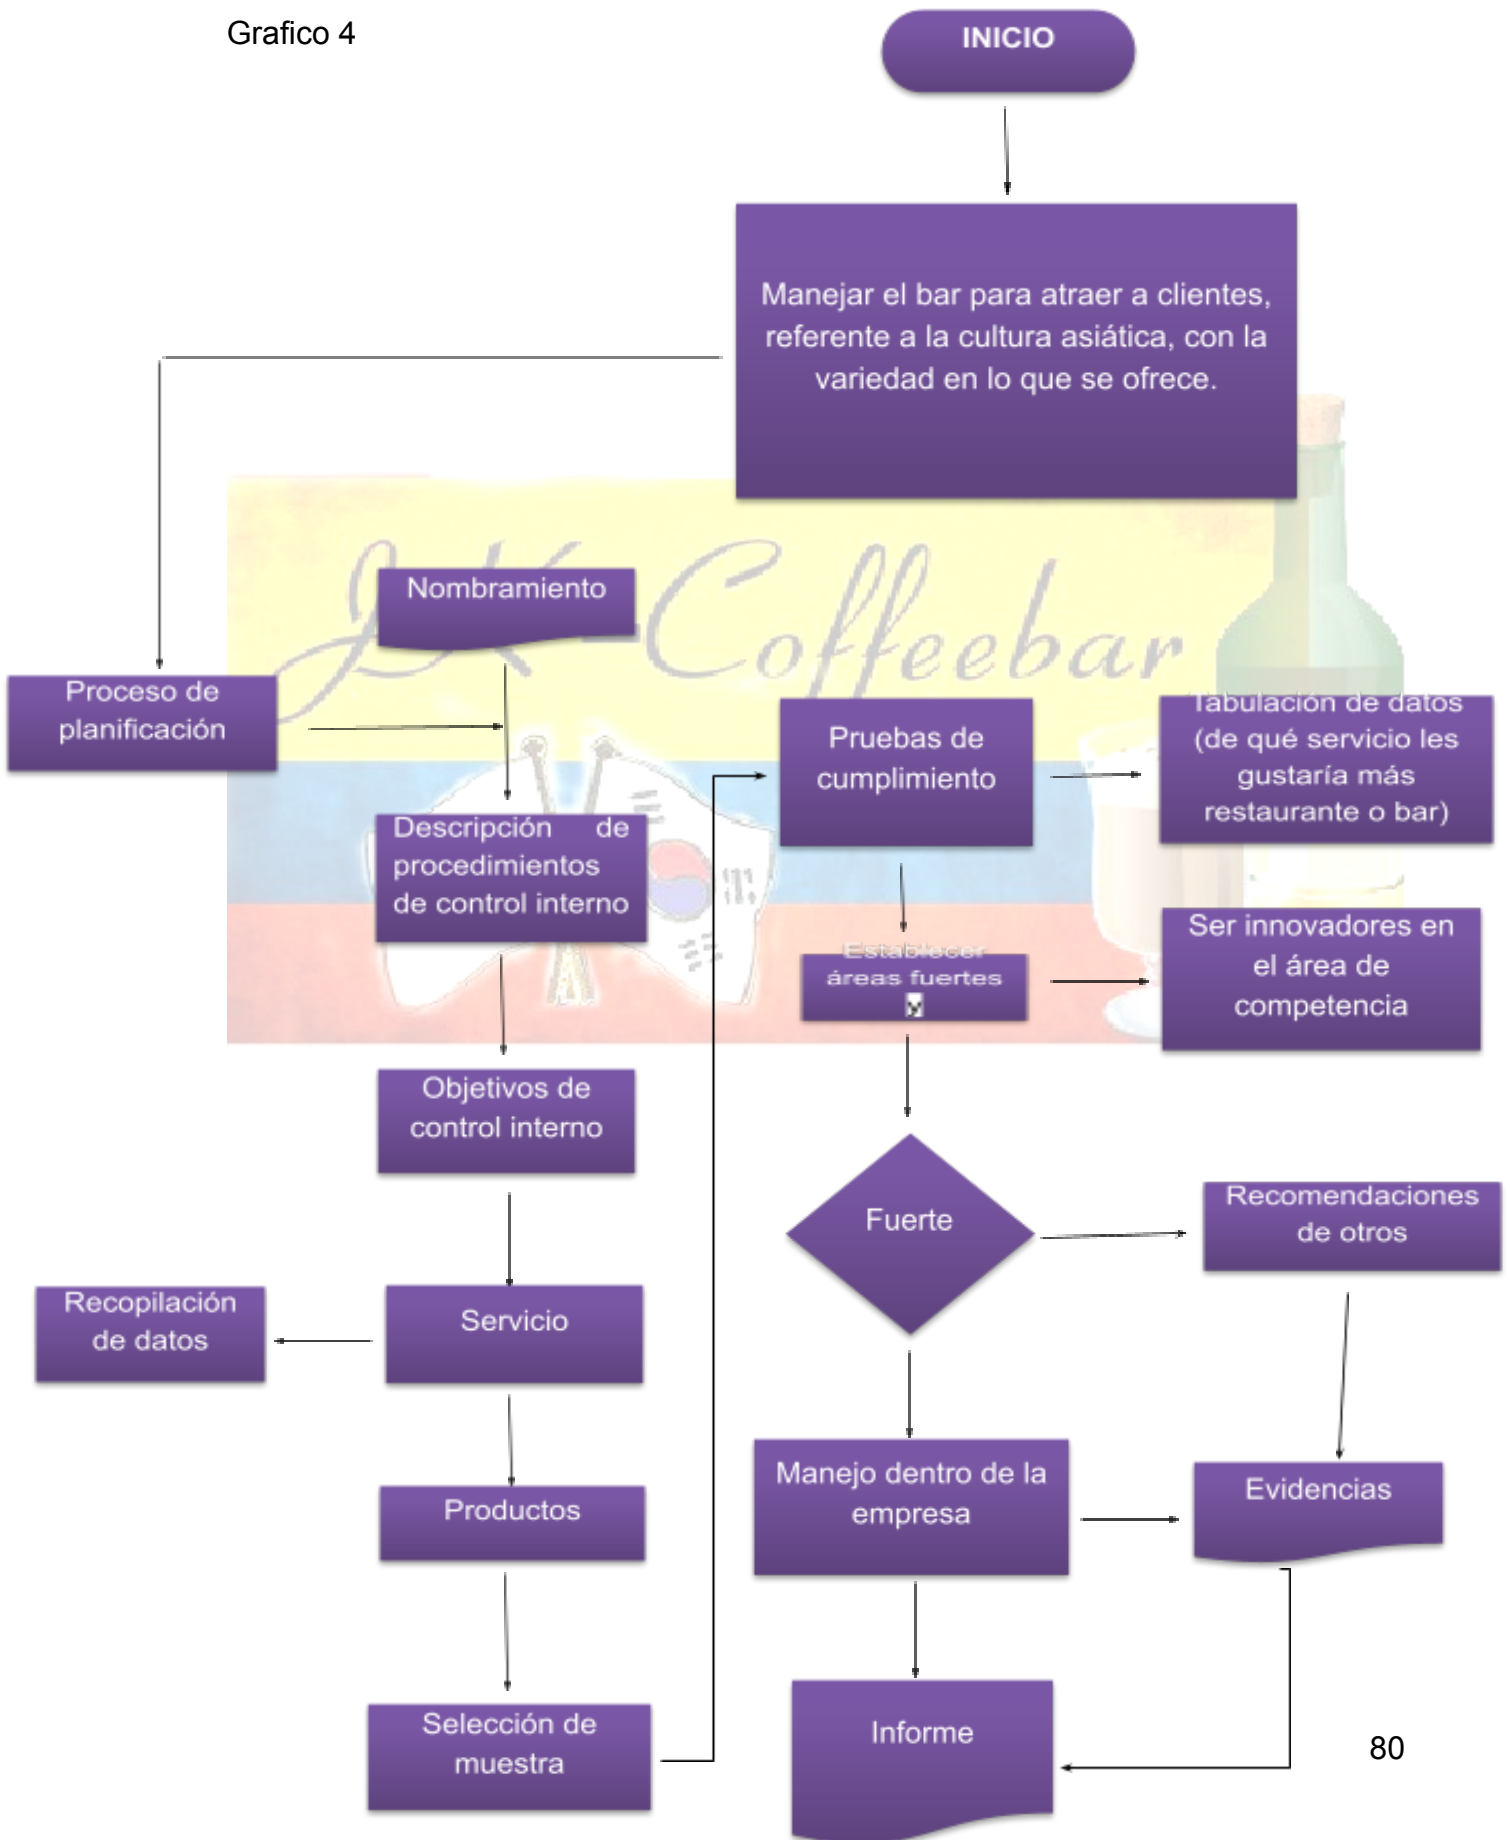 Grafico 4
INICIO
Manejar el bar para atraer a clientes,
referente a la cultura asiática, con la
variedad en lo que se ofrece.
Nombramiento
Coffeebar
Proceso de
planificación
Descripción de
procedimientos
de control interno
Objetivos de
control interno
Servicio
Recopilación
de datos
Productos
Selección de
muestra
Pruebas de
cumplimiento
Tabulación de datos
(de qué servicio les
gustaría más
restaurante o bar)
Establecer
áreas fuertes
y
Ser innovadores en
el área de
competencia
Fuerte
Recomendaciones
de otros
Manejo dentro de la
empresa
Evidencias
Informe
80